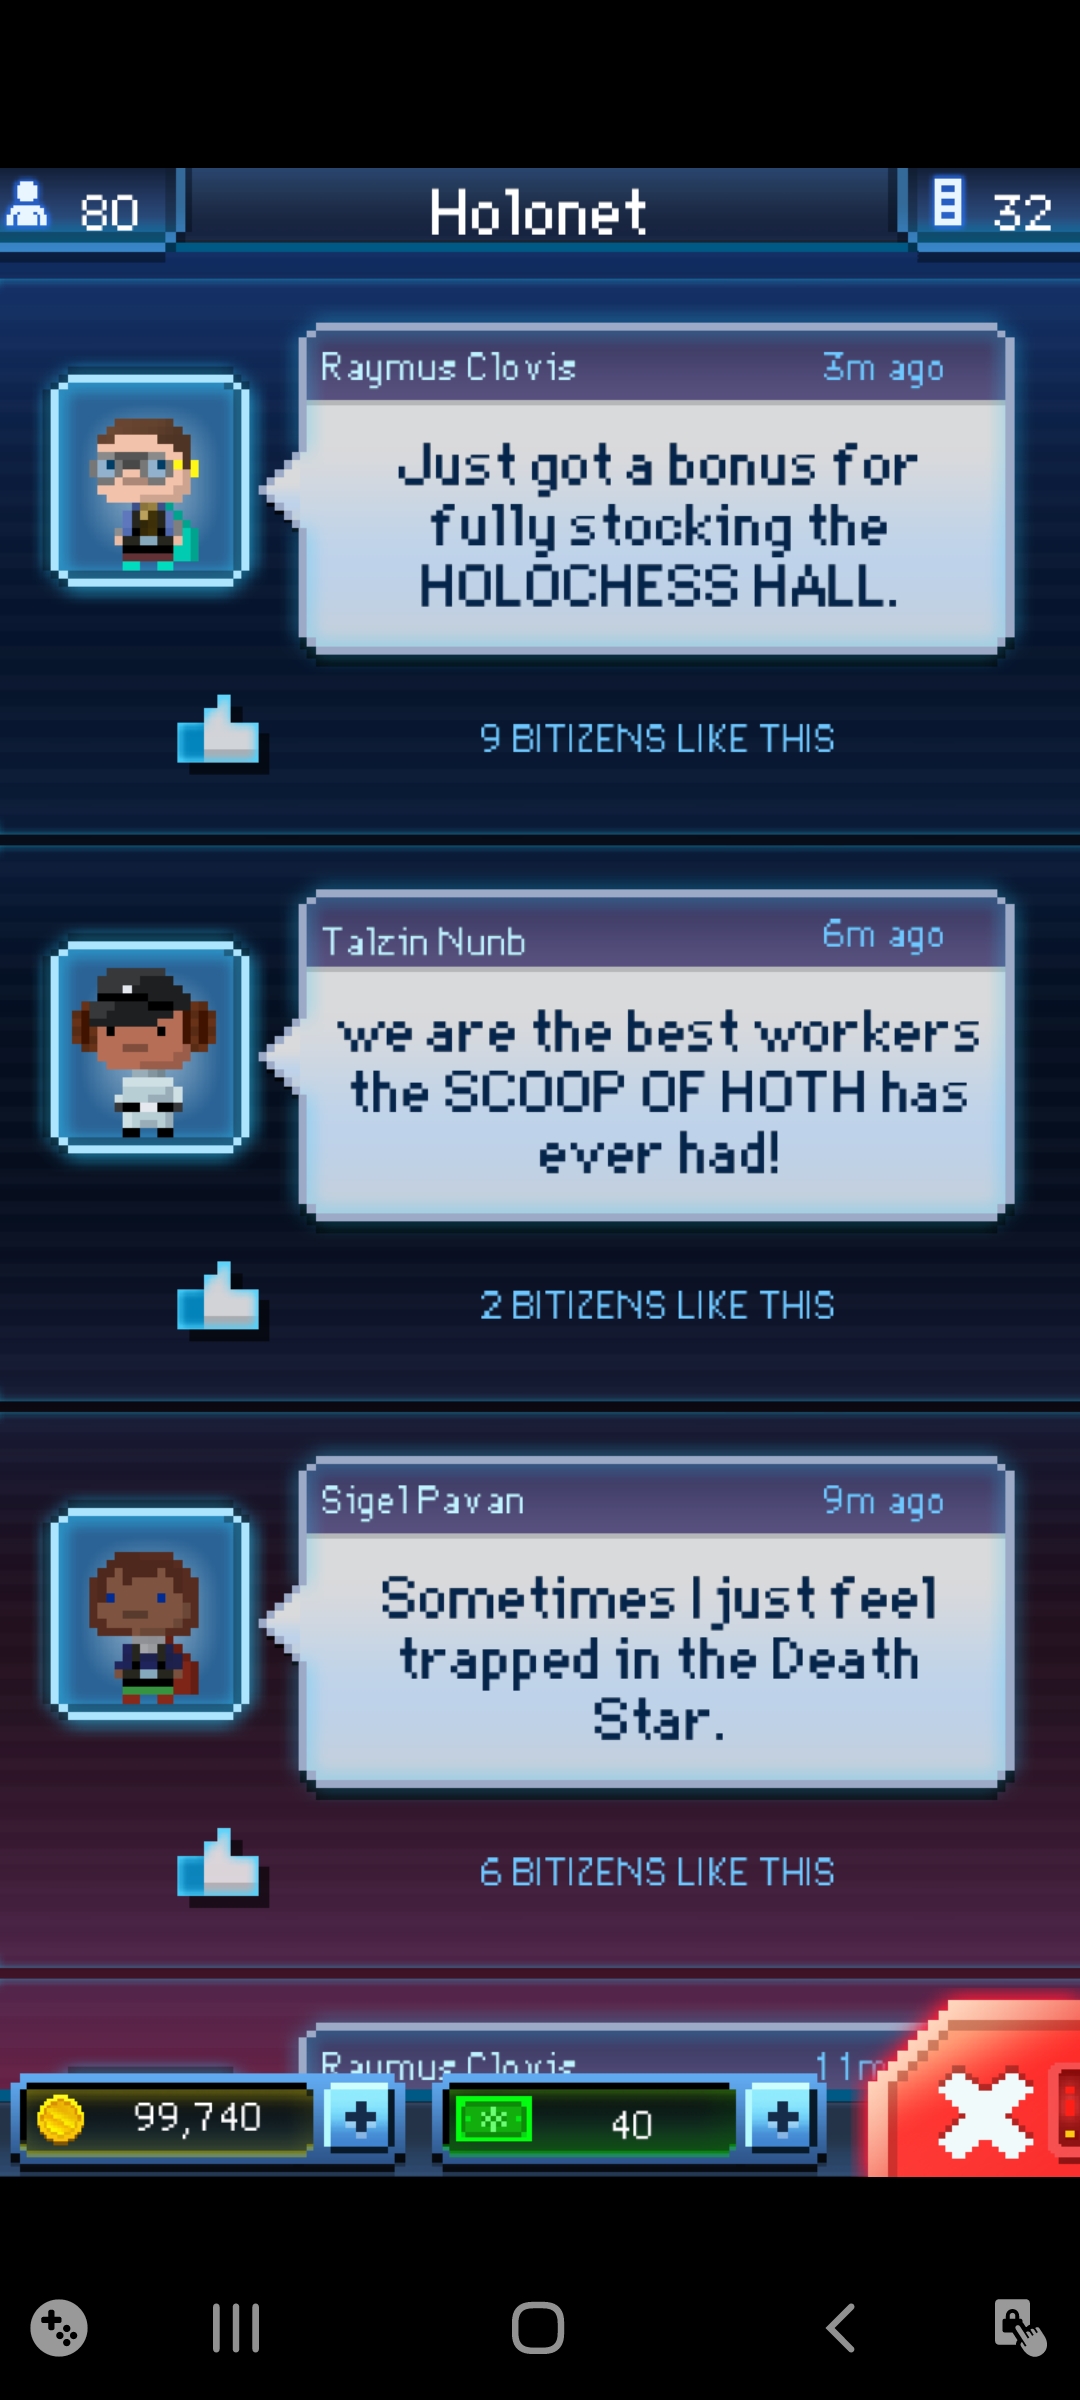 80
Holonet
32
Raymus Clovis
3m ago
Just got a bonus for
fully stocking the
HOLOCHESS HALL.
9 BITIZENS LIKE THIS
Talzin Nunb
6m ago
we are the best workers
the SCOOP OF HOTH has
ever had!
2 BITIZENS LIKE THIS
Sigel Pavan
9m ago
Sometimes I just feel
trapped in the Death
Star.
6 BITIZENS LIKE THIS
Raymus Clovis
11m
99,740
40